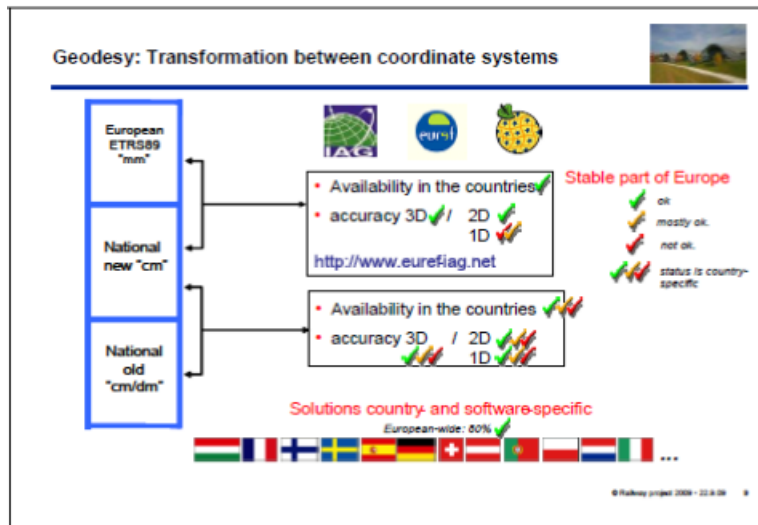 Geodesy: Transformation between coordinate systems
European
ETRS89
"mm"
National
new "cm"
National
old
"cm/dm"
IAG
euref
• Availability in the countries
• accuracy 3D / 2D
1D
http://www.euref-iag.net
Stable part of Europe
ok
mostly ok.
not ok.
status is country-
specific
• Availability in the countries
• accuracy 3D / 2D
1D
Solutions country- and software-specific
European-wide: 80%
...
© Railway project 2009 - 22.9.09 9